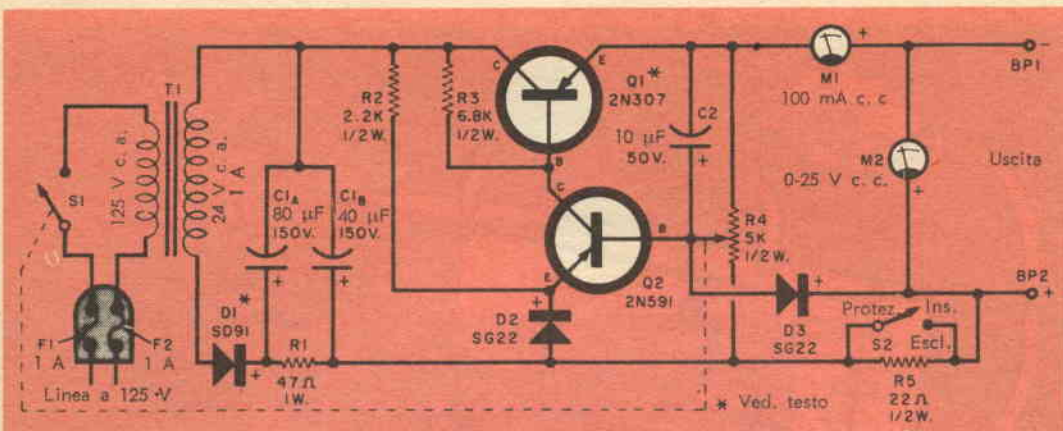 S1
125 V c.a.
T1
24 V c.a.
1 A
F1
1 A
F2
1 A
Linea a 125 V
C1A
80 µF
150V.
+
C1B
40 µF
150V.
+
D1
*
SD91
+
R1
47Ω
1W.
R2
2.2K
1/2W.
R3
6.8K
1/2W.
C
E
B
Q1 *
2N307
C
B
E
Q2
2N591
+
D2
SG22
C2
10 µF
50V.
+
R4
5K
1/2W.
D3
SG22
+
M1
+
100 mA c.c
M2
+
0-25 V c.c.
BP1
-
Uscita
BP2
+
Protez.
Ins.
S2
Escl.
R5
22Ω
1/2W.
* Ved. testo